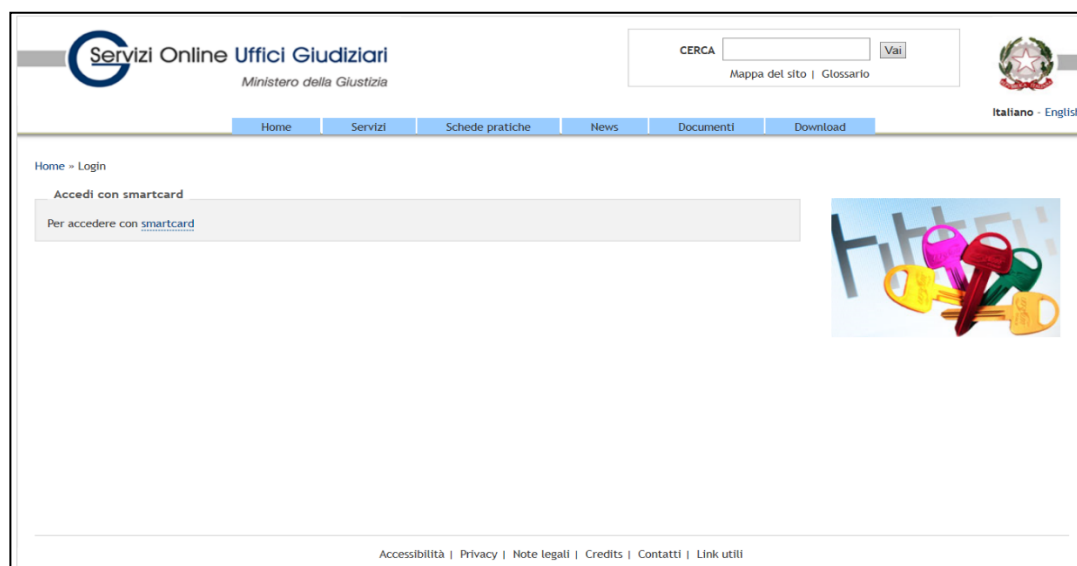 Servizi Online Uffici Giudiziari
Ministero della Giustizia
CERCA Vai
Mappa del sito | Glossario
Italiano - English
Home Servizi Schede pratiche News Documenti Download
Home » Login
Accedi con smartcard
Per accedere con smartcard
http:
Accessibilità | Privacy | Note legali | Credits | Contatti | Link utili